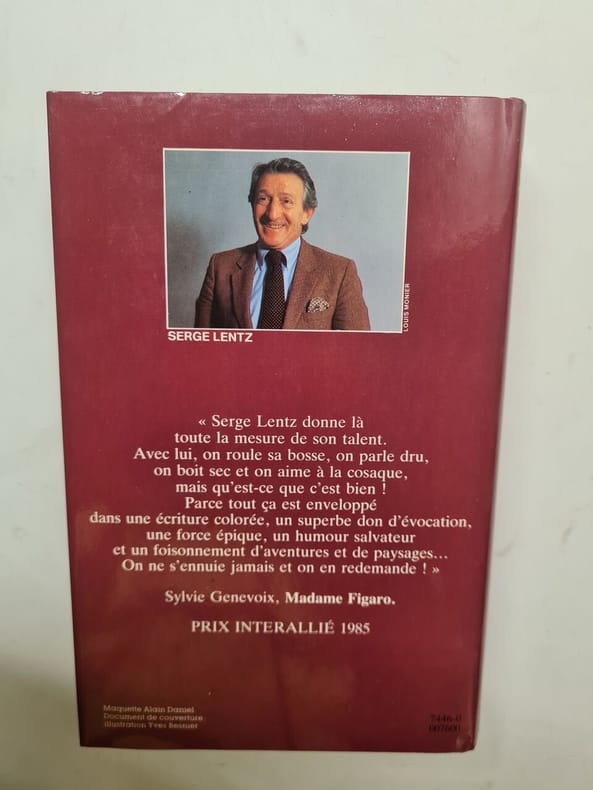 LOUIS MONIER
SERGE LENTZ
« Serge Lentz donne là
toute la mesure de son talent.
Avec lui, on roule sa bosse, on parle dru,
on boit sec et on aime à la cosaque,
mais qu'est-ce que c'est bien !
Parce tout ça est enveloppé
dans une écriture colorée, un superbe don d'évocation,
une force épique, un humour salvateur
et un foisonnement d'aventures et de paysages...
On ne s'ennuie jamais et on en redemande ! »
Sylvie Genevoix, Madame Figaro.
PRIX INTERALLIÉ 1985
Maquette Alain Daniel
Document de couverture
illustration Yves Besnier
7446-0
007600